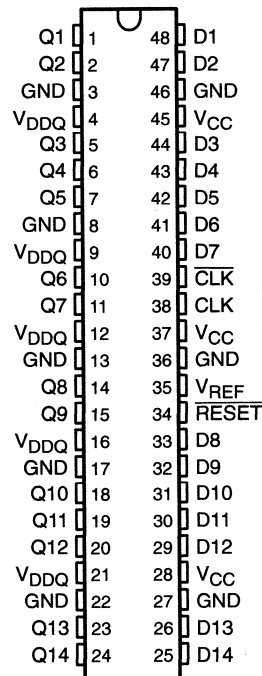 Q1 1 48 D1
Q2 2 47 D2
GND 3 46 GND
VDDQ 4 45 VCC
Q3 5 44 D3
Q4 6 43 D4
Q5 7 42 D5
GND 8 41 D6
VDDQ 9 40 D7
Q6 10 39 C̅L̅K̅
Q7 11 38 CLK
VDDQ 12 37 VCC
GND 13 36 GND
Q8 14 35 VREF
Q9 15 34 R̅E̅S̅E̅T̅
VDDQ 16 33 D8
GND 17 32 D9
Q10 18 31 D10
Q11 19 30 D11
Q12 20 29 D12
VDDQ 21 28 VCC
GND 22 27 GND
Q13 23 26 D13
Q14 24 25 D14